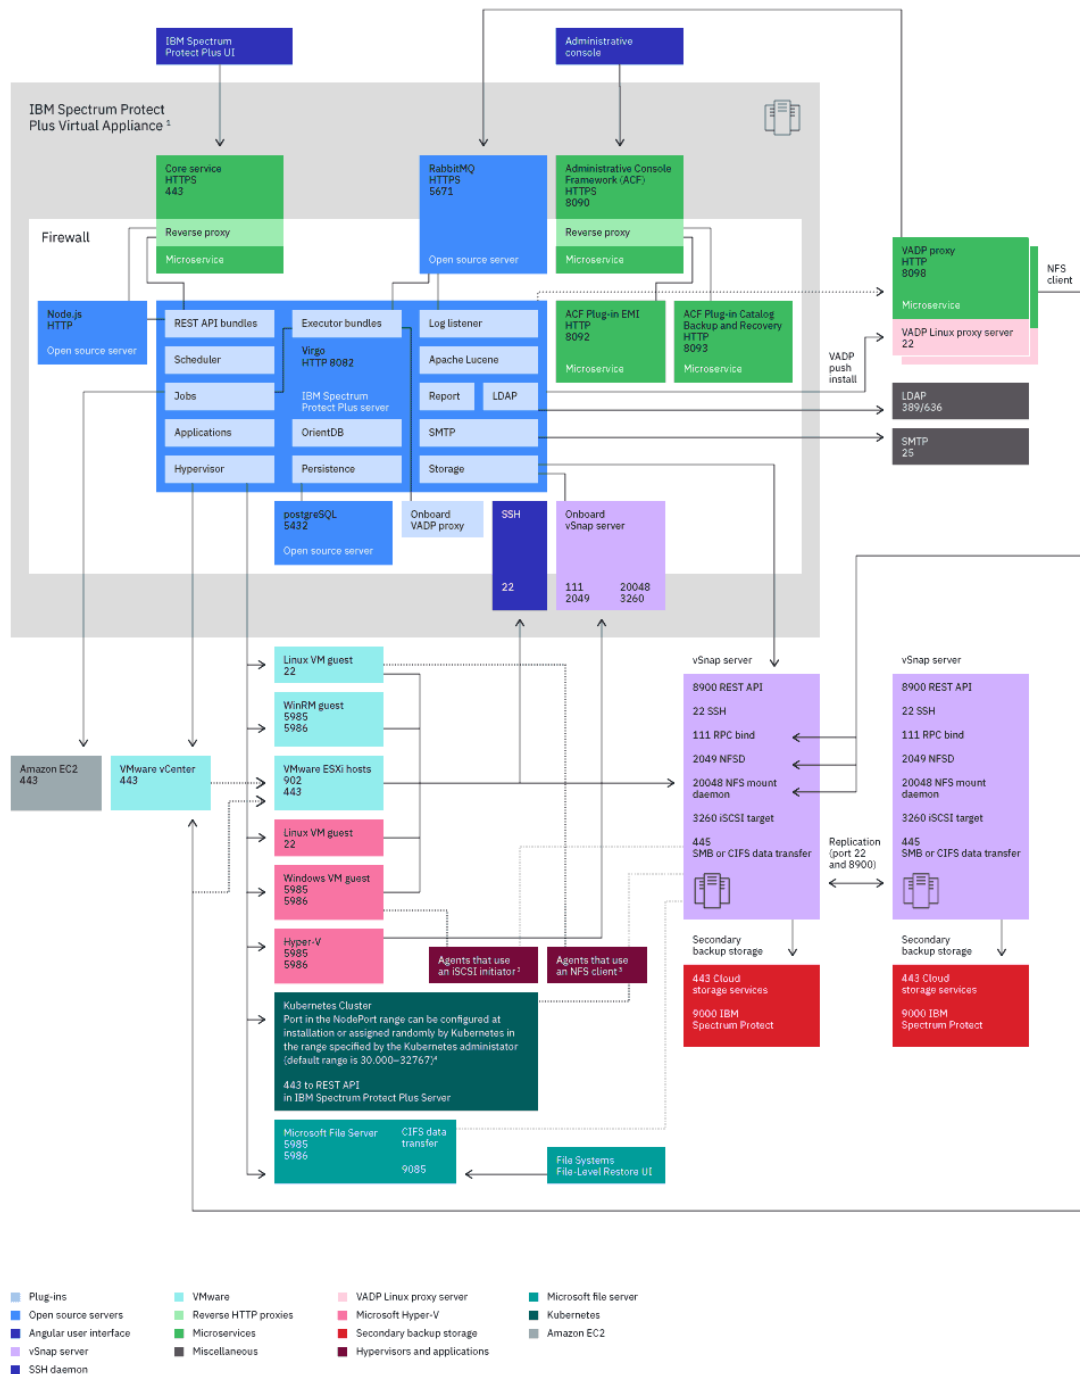 IBM Spectrum
Protect Plus UI
Administrative
console
IBM Spectrum Protect
Plus Virtual Appliance 1
Core service
HTTPS
443
Reverse proxy
Microservice
RabbitMQ
HTTPS
5671
Open source server
Administrative Console
Framework (ACF)
HTTPS
8090
Reverse proxy
Microservice
Firewall
VADP proxy
HTTP
8098
Microservice
VADP Linux proxy server
22
NFS
client
Node.js
HTTP
Open source server
REST API bundles
Scheduler
Jobs
Applications
Hypervisor
Executor bundles
Virgo
HTTP 8082
IBM Spectrum
Protect Plus server
OrientDB
Persistence
Log listener
Apache Lucene
Report
LDAP
SMTP
Storage
ACF Plug-in EMI
HTTP
8092
Microservice
ACF Plug-in Catalog
Backup and Recovery
HTTP
8093
Microservice
VADP
push
install
LDAP
389/636
SMTP
25
postgreSQL
5432
Open source server
Onboard
VADP proxy
SSH
22
Onboard
vSnap server
111
2049
20048
3260
Linux VM guest
22
WinRM guest
5985
5986
Amazon EC2
443
VMware vCenter
443
VMware ESXi hosts
902
443
Linux VM guest
22
Windows VM guest
5985
5986
Hyper-V
5985
5986
Agents that use
an iSCSI initiator 2
Agents that use
an NFS client 3
vSnap server
8900 REST API
22 SSH
111 RPC bind
2049 NFSD
20048 NFS mount
daemon
3260 iSCSI target
445
SMB or CIFS data transfer
Replication
(port 22
and 8900)
vSnap server
8900 REST API
22 SSH
111 RPC bind
2049 NFSD
20048 NFS mount
daemon
3260 iSCSI target
445
SMB or CIFS data transfer
Secondary
backup storage
443 Cloud
storage services
9000 IBM
Spectrum Protect
Secondary
backup storage
443 Cloud
storage services
9000 IBM
Spectrum Protect
Kubernetes Cluster
Port in the NodePort range can be configured at
installation or assigned randomly by Kubernetes in
the range specified by the Kubernetes administator
(default range is 30.000–32767)4
443 to REST API
in IBM Spectrum Protect Plus Server
Microsoft File Server
5985
5986
CIFS data
transfer
9085
File Systems
File-Level Restore UI
Plug-ins
Open source servers
Angular user interface
vSnap server
SSH daemon
VMware
Reverse HTTP proxies
Microservices
Miscellaneous
VADP Linux proxy server
Microsoft Hyper-V
Secondary backup storage
Hypervisors and applications
Microsoft file server
Kubernetes
Amazon EC2